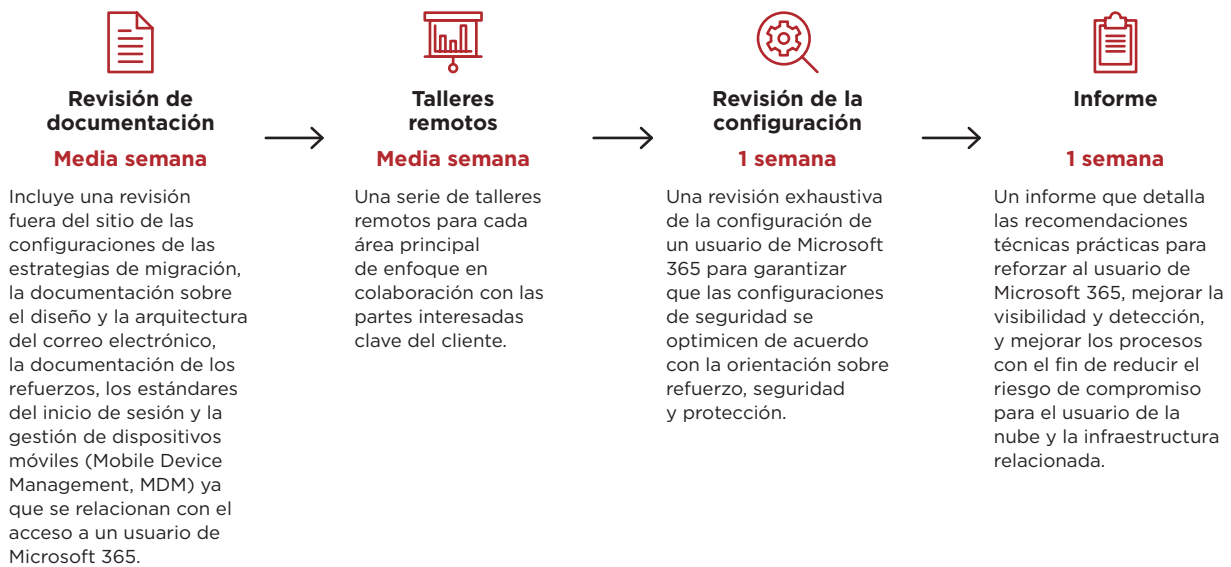 Revisión de
documentación
Media semana
Incluye una revisión
fuera del sitio de las
configuraciones de las
estrategias de migración,
la documentación sobre
el diseño y la arquitectura
del correo electrónico,
la documentación de los
refuerzos, los estándares
del inicio de sesión y la
gestión de dispositivos
móviles (Mobile Device
Management, MDM) ya
que se relacionan con el
acceso a un usuario de
Microsoft 365.
Talleres
remotos
Media semana
Una serie de talleres
remotos para cada
área principal
de enfoque en
colaboración con las
partes interesadas
clave del cliente.
Revisión de la
configuración
1 semana
Una revisión exhaustiva
de la configuración de
un usuario de Microsoft
365 para garantizar
que las configuraciones
de seguridad se
optimicen de acuerdo
con la orientación sobre
refuerzo, seguridad
y protección.
Informe
1 semana
Un informe que detalla
las recomendaciones
técnicas prácticas para
reforzar al usuario de
Microsoft 365, mejorar la
visibilidad y detección,
y mejorar los procesos
con el fin de reducir el
riesgo de compromiso
para el usuario de la
nube y la infraestructura
relacionada.